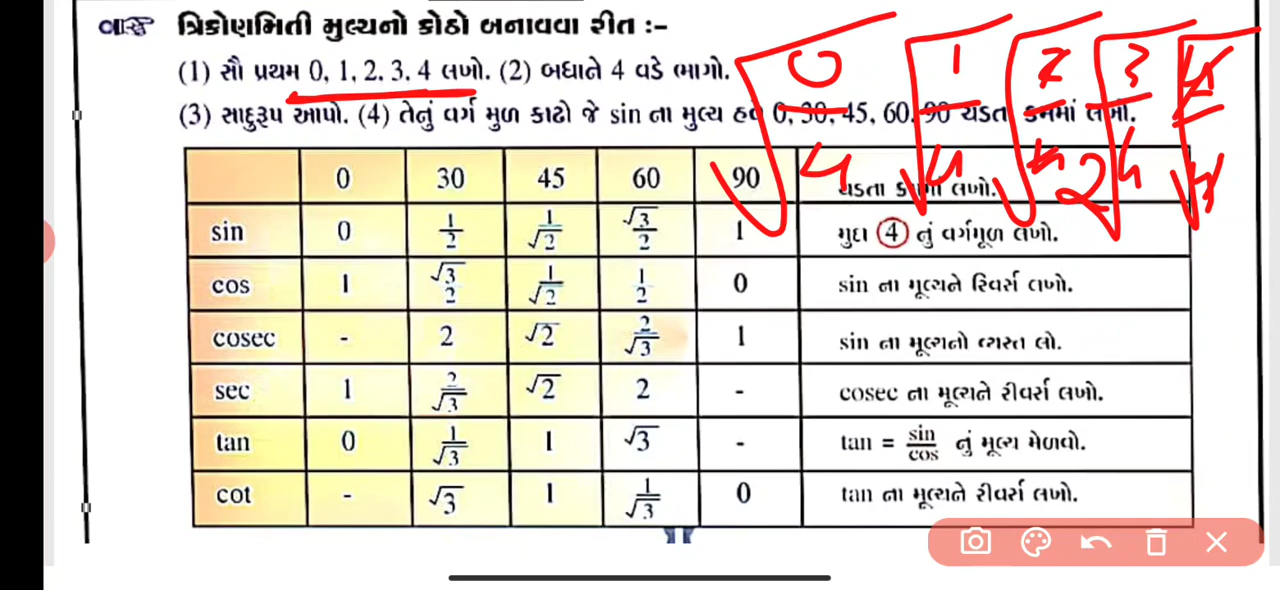 ત્રિકોણમિતી મુલ્યનો કોઠો બનાવવા રીત :-
(1) સૌ પ્રથમ 0, 1, 2, 3, 4 લખો. (2) બધાને 4 વડે ભાગો.
(3) સાદુરૂપ આપો. (4) તેનું વર્ગ મુળ કાઢો જે sin ના મુલ્ય 0, 30, 45, 60, 90 ચડતા ક્રમમાં લખો.
√0/4 √1/4 √2/4 2 √3/4 √4/4
0 30 45 60 90 ચડતા લખો.
sin 0 1/2 1/√2 √3/2 1 મુદ્દા 4 નું વર્ગમૂળ લખો.
cos 1 √3/2 1/√2 1/2 0 sin ના મૂલ્યને રિવર્સ લખો.
cosec - 2 √2 2/√3 1 sin ના મૂલ્યનો વ્યસ્ત લો.
sec 1 2/√3 √2 2 - cosec ના મૂલ્યને રીવર્સ લખો.
tan 0 1/√3 1 √3 - tan = sin/cos નું મૂલ્ય મેળવો.
cot - √3 1 1/√3 0 tan ના મૂલ્યને રીવર્સ લખો.